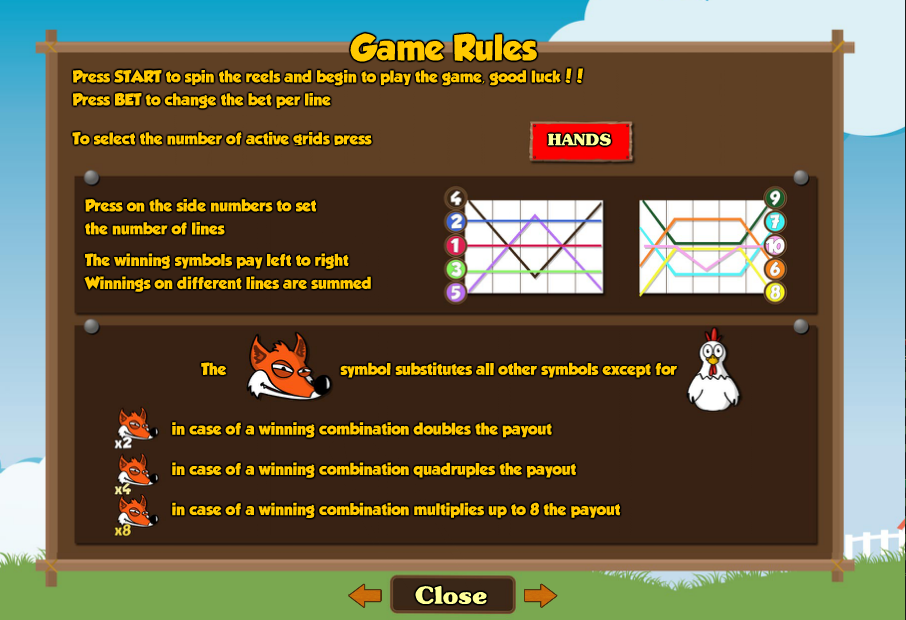 Game Rules
Press START to spin the reels and begin to play the game, good luck!!
Press BET to change the bet per line
To select the number of active grids press
HANDS
Press on the side numbers to set
the number of lines
The winning symbols pay left to right
Winnings on different lines are summed
4
2
1
3
5
9
7
10
6
8
The symbol substitutes all other symbols except for
x2 in case of a winning combination doubles the payout
x4 in case of a winning combination quadruples the payout
x8 in case of a winning combination multiplies up to 8 the payout
Close